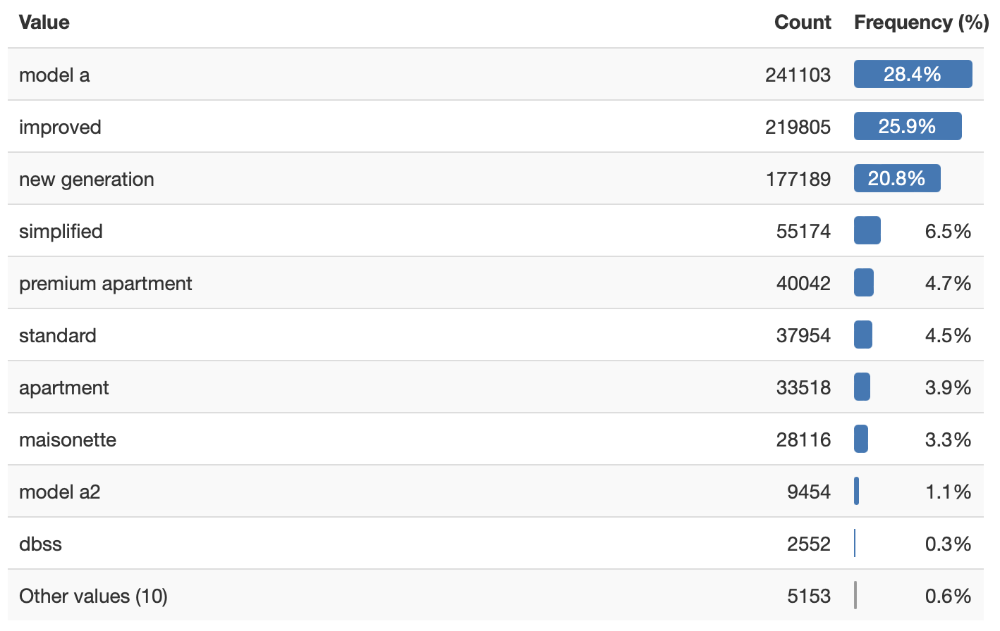 Value Count Frequency (%)
model a 241103 28.4%
improved 219805 25.9%
new generation 177189 20.8%
simplified 55174 6.5%
premium apartment 40042 4.7%
standard 37954 4.5%
apartment 33518 3.9%
maisonette 28116 3.3%
model a2 9454 1.1%
dbss 2552 0.3%
Other values (10) 5153 0.6%